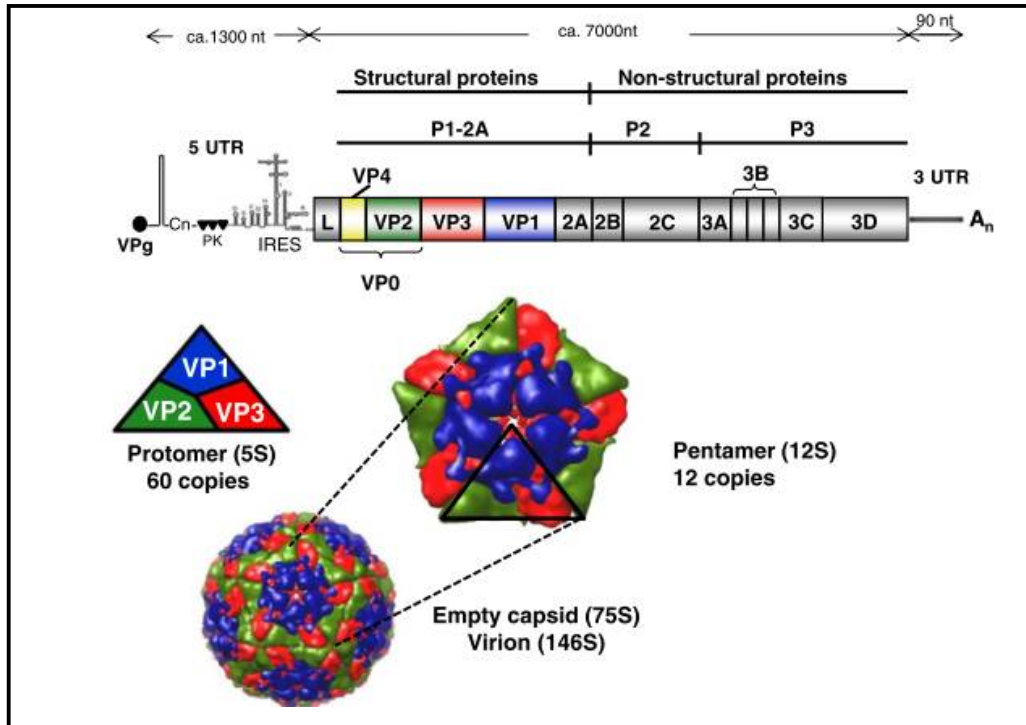 ca.1300 nt
ca. 7000nt
90 nt
Structural proteins
Non-structural proteins
P1-2A
P2
P3
5 UTR
VP4
3B
3 UTR
L
VP2
VP3
VP1
2A
2B
2C
3A
3C
3D
An
VPg
Cn
PK
IRES
VP0
VP1
VP2
VP3
Protomer (5S)
60 copies
Pentamer (12S)
12 copies
Empty capsid (75S)
Virion (146S)